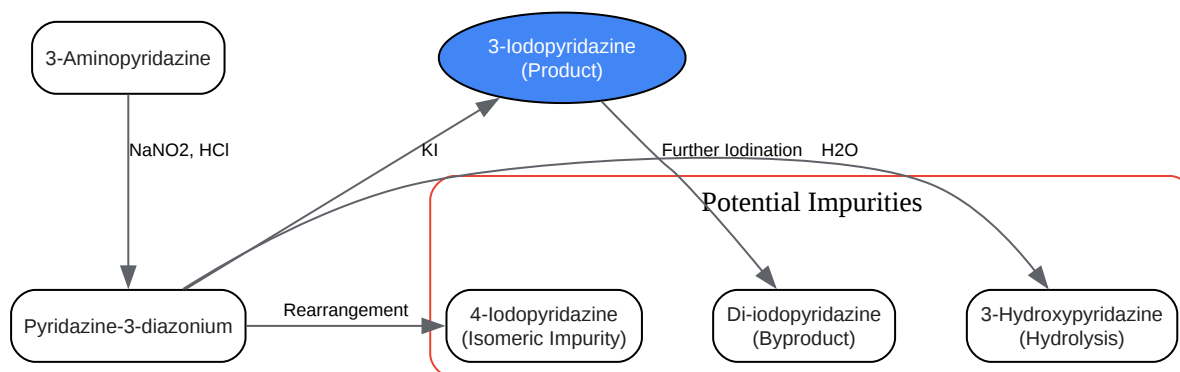 3-Aminopyridazine
3-Iodopyridazine
(Product)
NaNO2, HCl
KI
Further Iodination
H2O
Potential Impurities
Pyridazine-3-diazonium
Rearrangement
4-Iodopyridazine
(Isomeric Impurity)
Di-iodopyridazine
(Byproduct)
3-Hydroxypyridazine
(Hydrolysis)